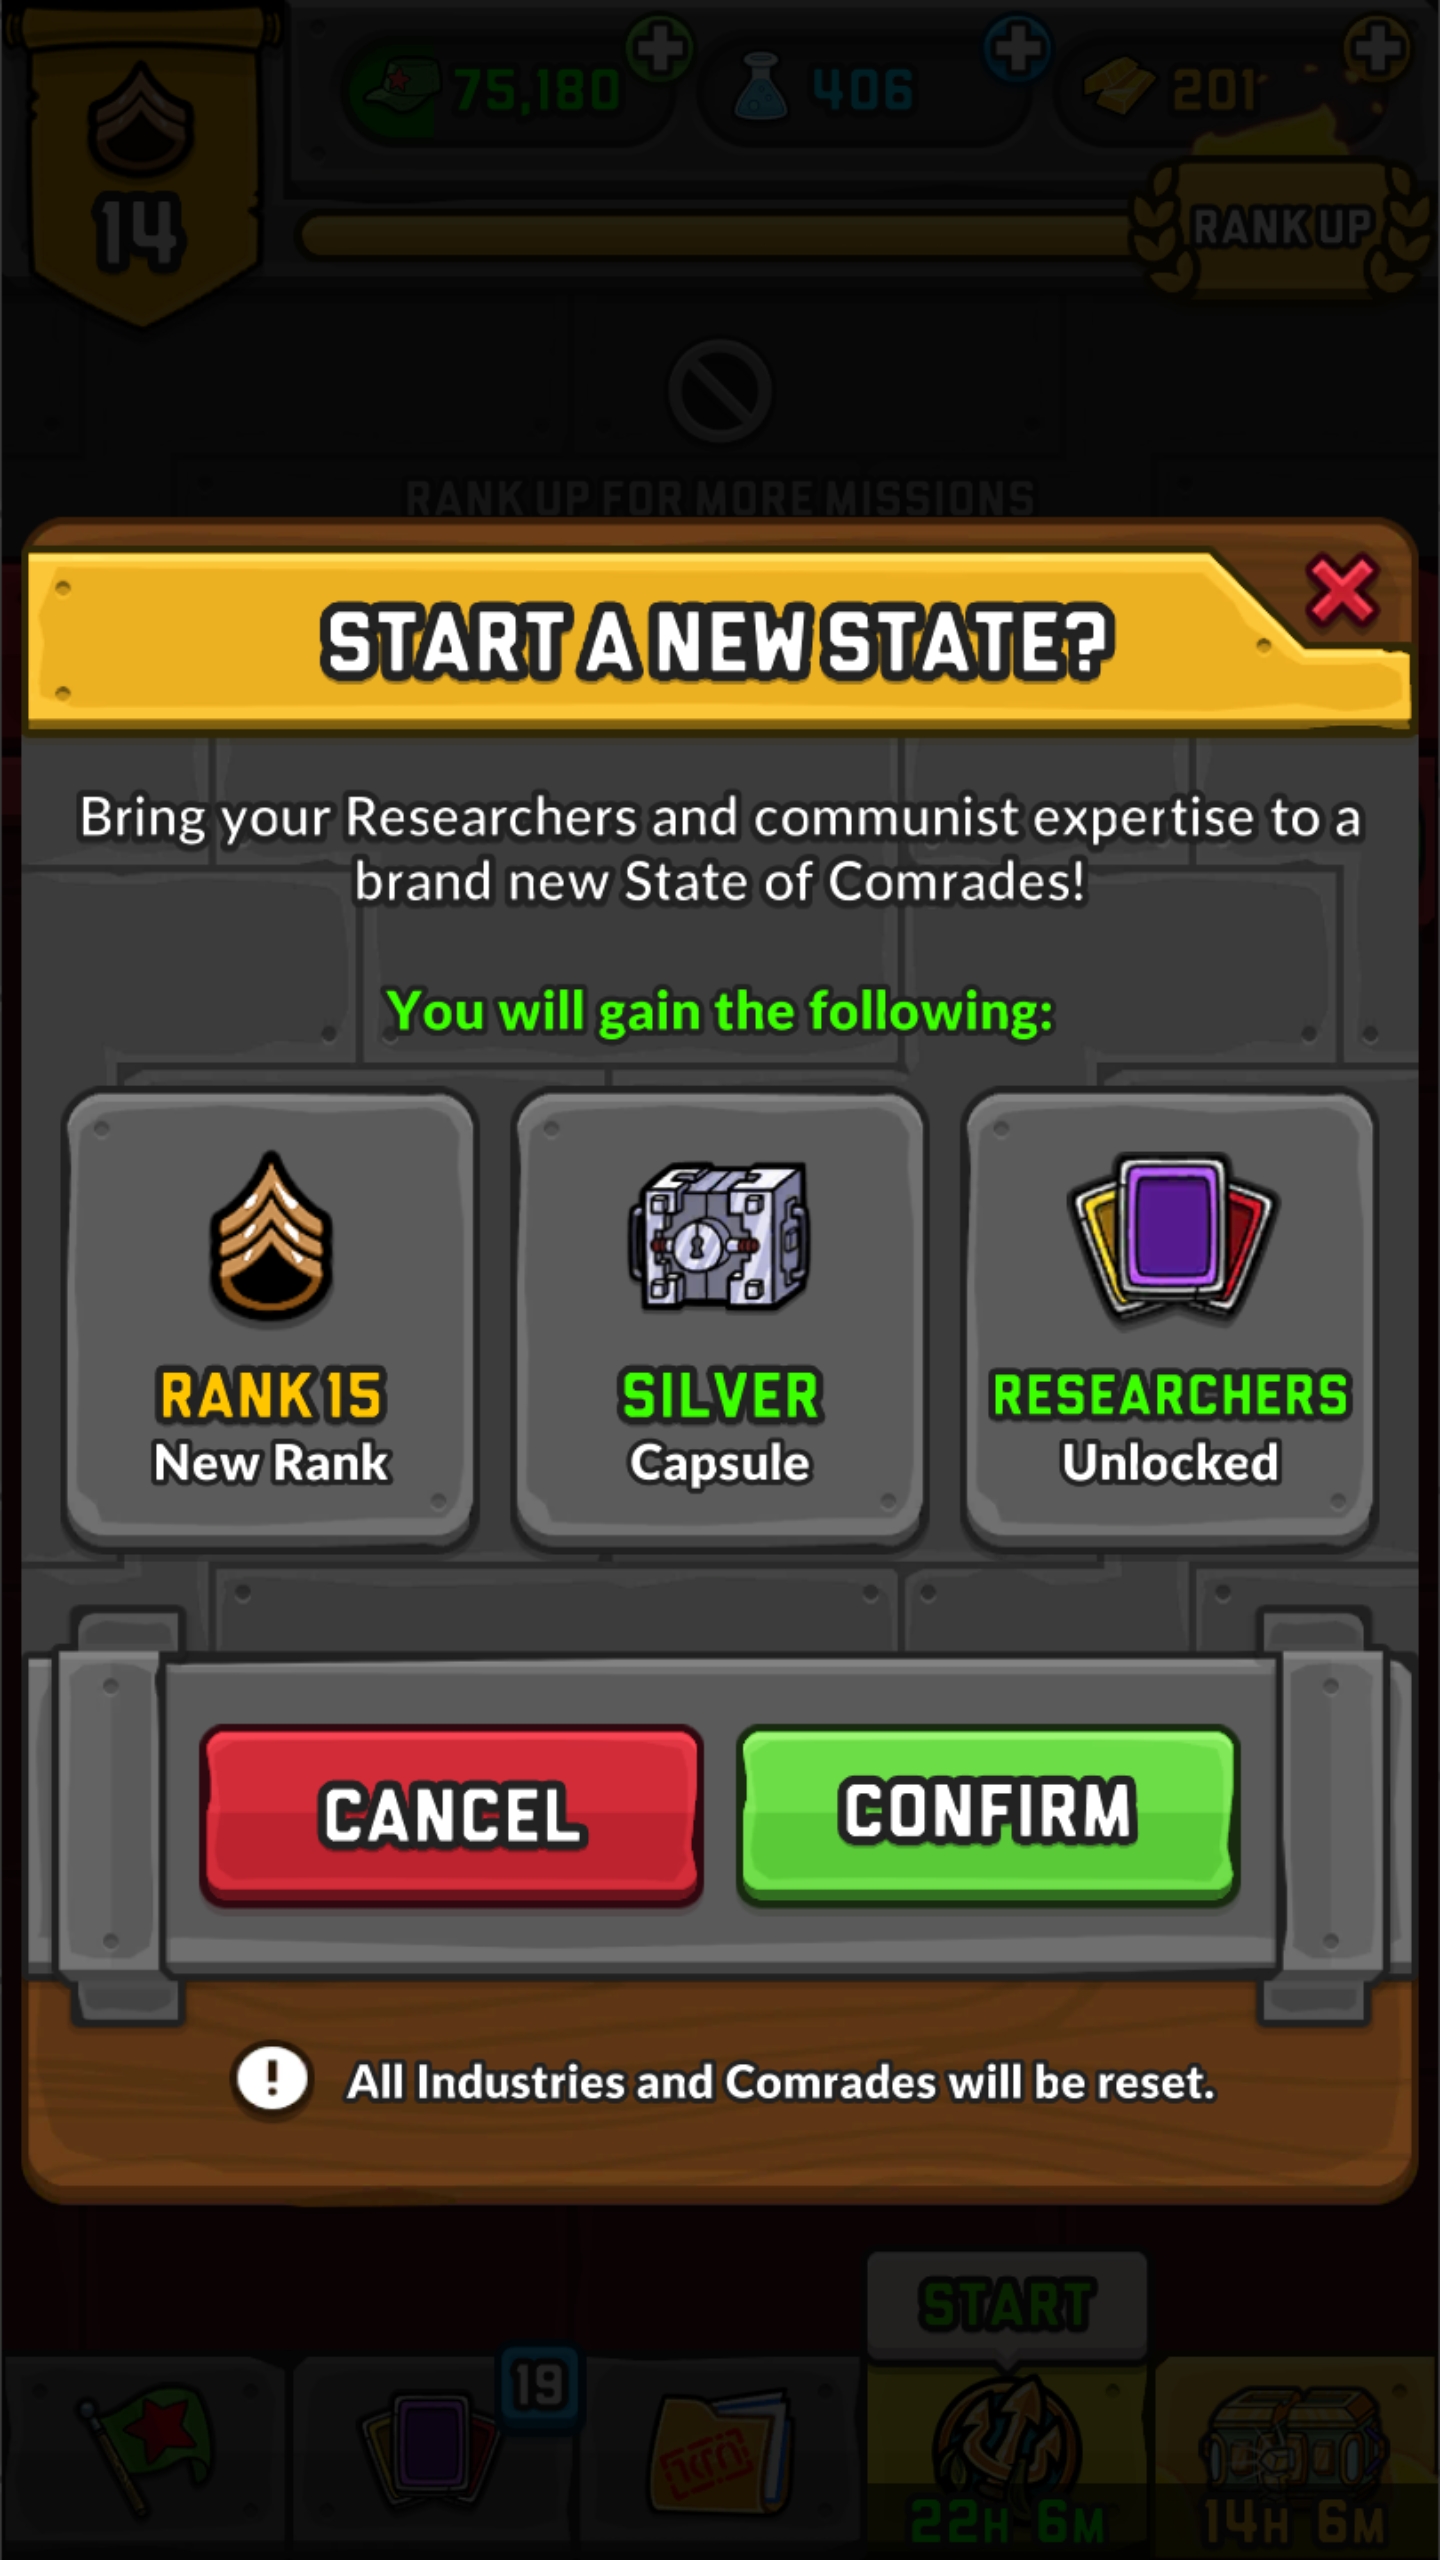 75,180
406
201
14
RANK UP
RANK UP FOR MORE MISSIONS
START A NEW STATE?
Bring your Researchers and communist expertise to a
brand new State of Comrades!
You will gain the following:
RANK 15
New Rank
SILVER
Capsule
RESEARCHERS
Unlocked
CANCEL
CONFIRM
! All Industries and Comrades will be reset.
START
19
22H 6M
14H 6M